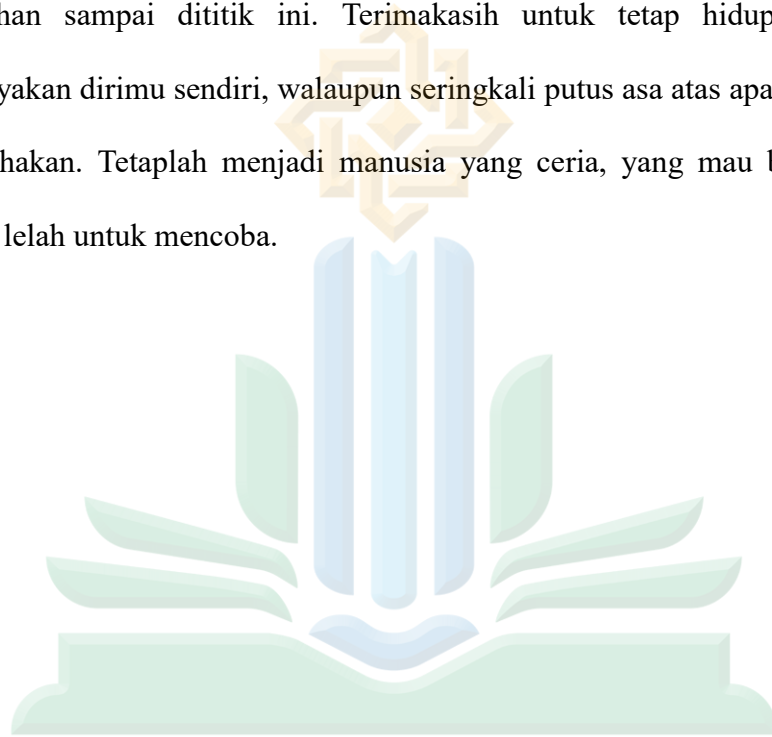 han sampai dititik ini. Terimakasih untuk tetap hidup
yakan dirimu sendiri, walaupun seringkali putus asa atas apa
hakan. Tetaplah menjadi manusia yang ceria, yang mau b
lelah untuk mencoba.